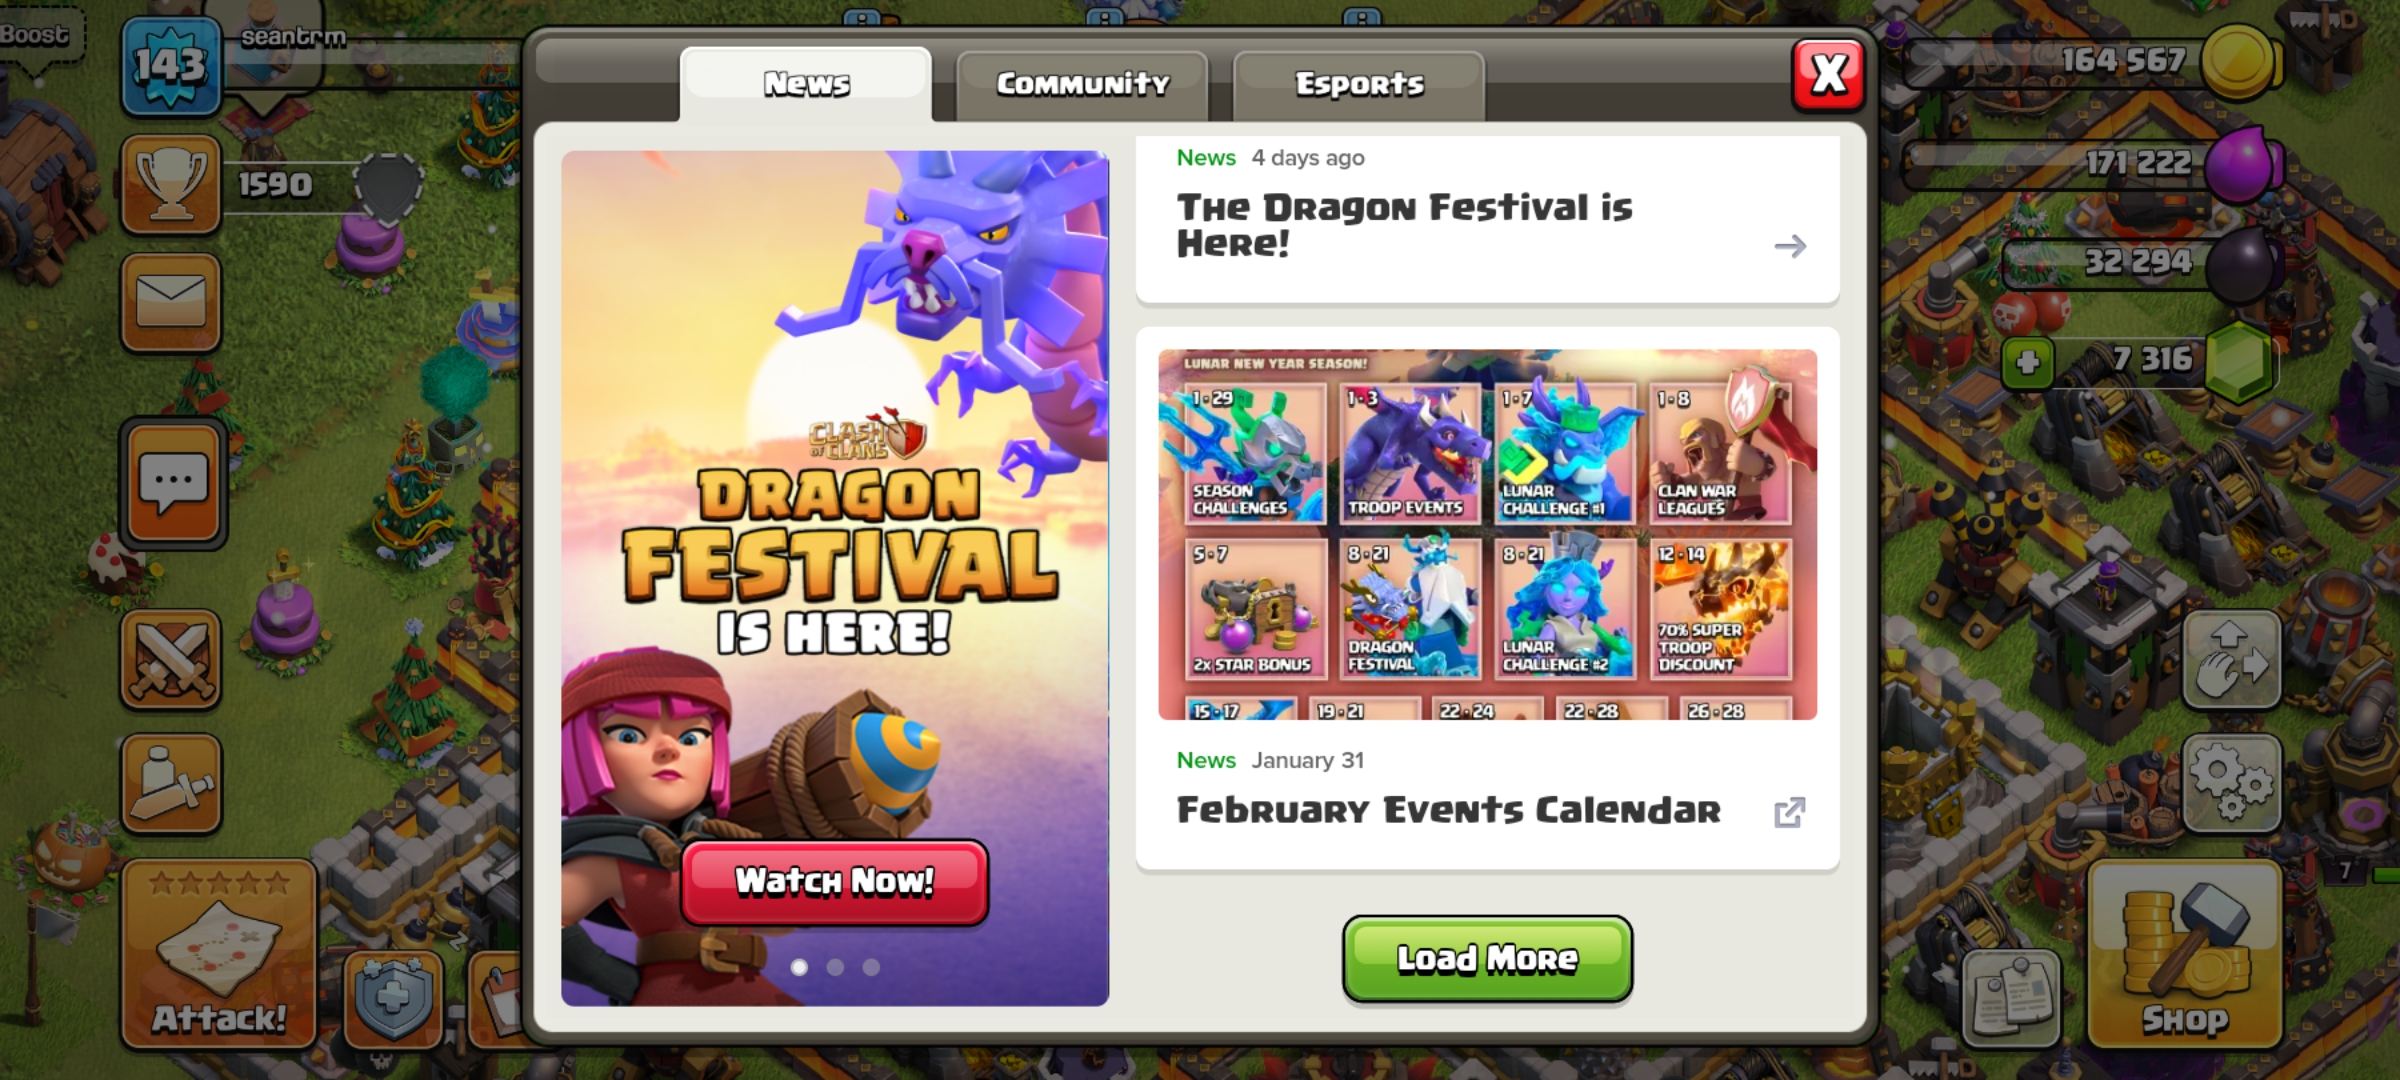 Boost
143
seantrm
1590
Attack!
News
Community
Esports
X
CLASH
OF CLANS
DRAGON
FESTIVAL
IS HERE!
Watch Now!
News 4 days ago
The Dragon Festival is
Here!
LUNAR NEW YEAR SEASON!
1-29
SEASON
CHALLENGES
1-3
TROOP EVENTS
1-7
LUNAR
CHALLENGE #1
1-8
CLAN WAR
LEAGUES
5-7
2x STAR BONUS
8-21
DRAGON
FESTIVAL
8-21
LUNAR
CHALLENGE #2
12-14
70% SUPER
TROOP
DISCOUNT
15-17
19-21
22-24
22-28
26-28
News January 31
February Events Calendar
Load More
164 567
171 222
32 294
7 316
7
Shop